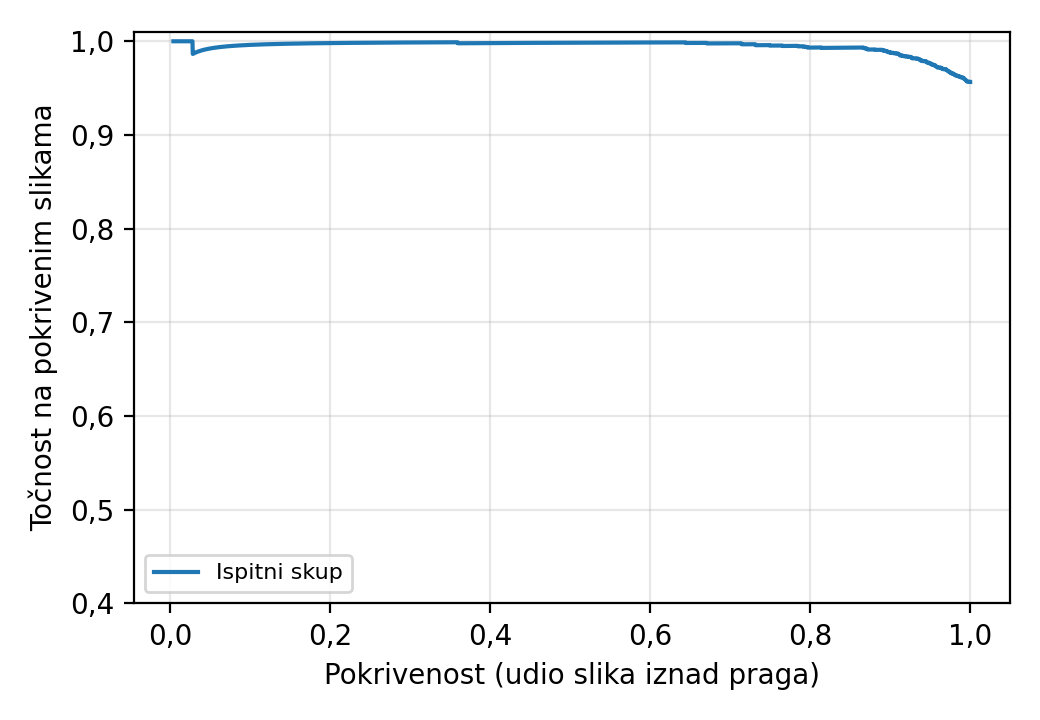 1,0
0,9
0,8
0,7
0,6
0,5
0,4
Točnost na pokrivenim slikama
Ispitni skup
0,0 0,2 0,4 0,6 0,8 1,0
Pokrivenost (udio slika iznad praga)